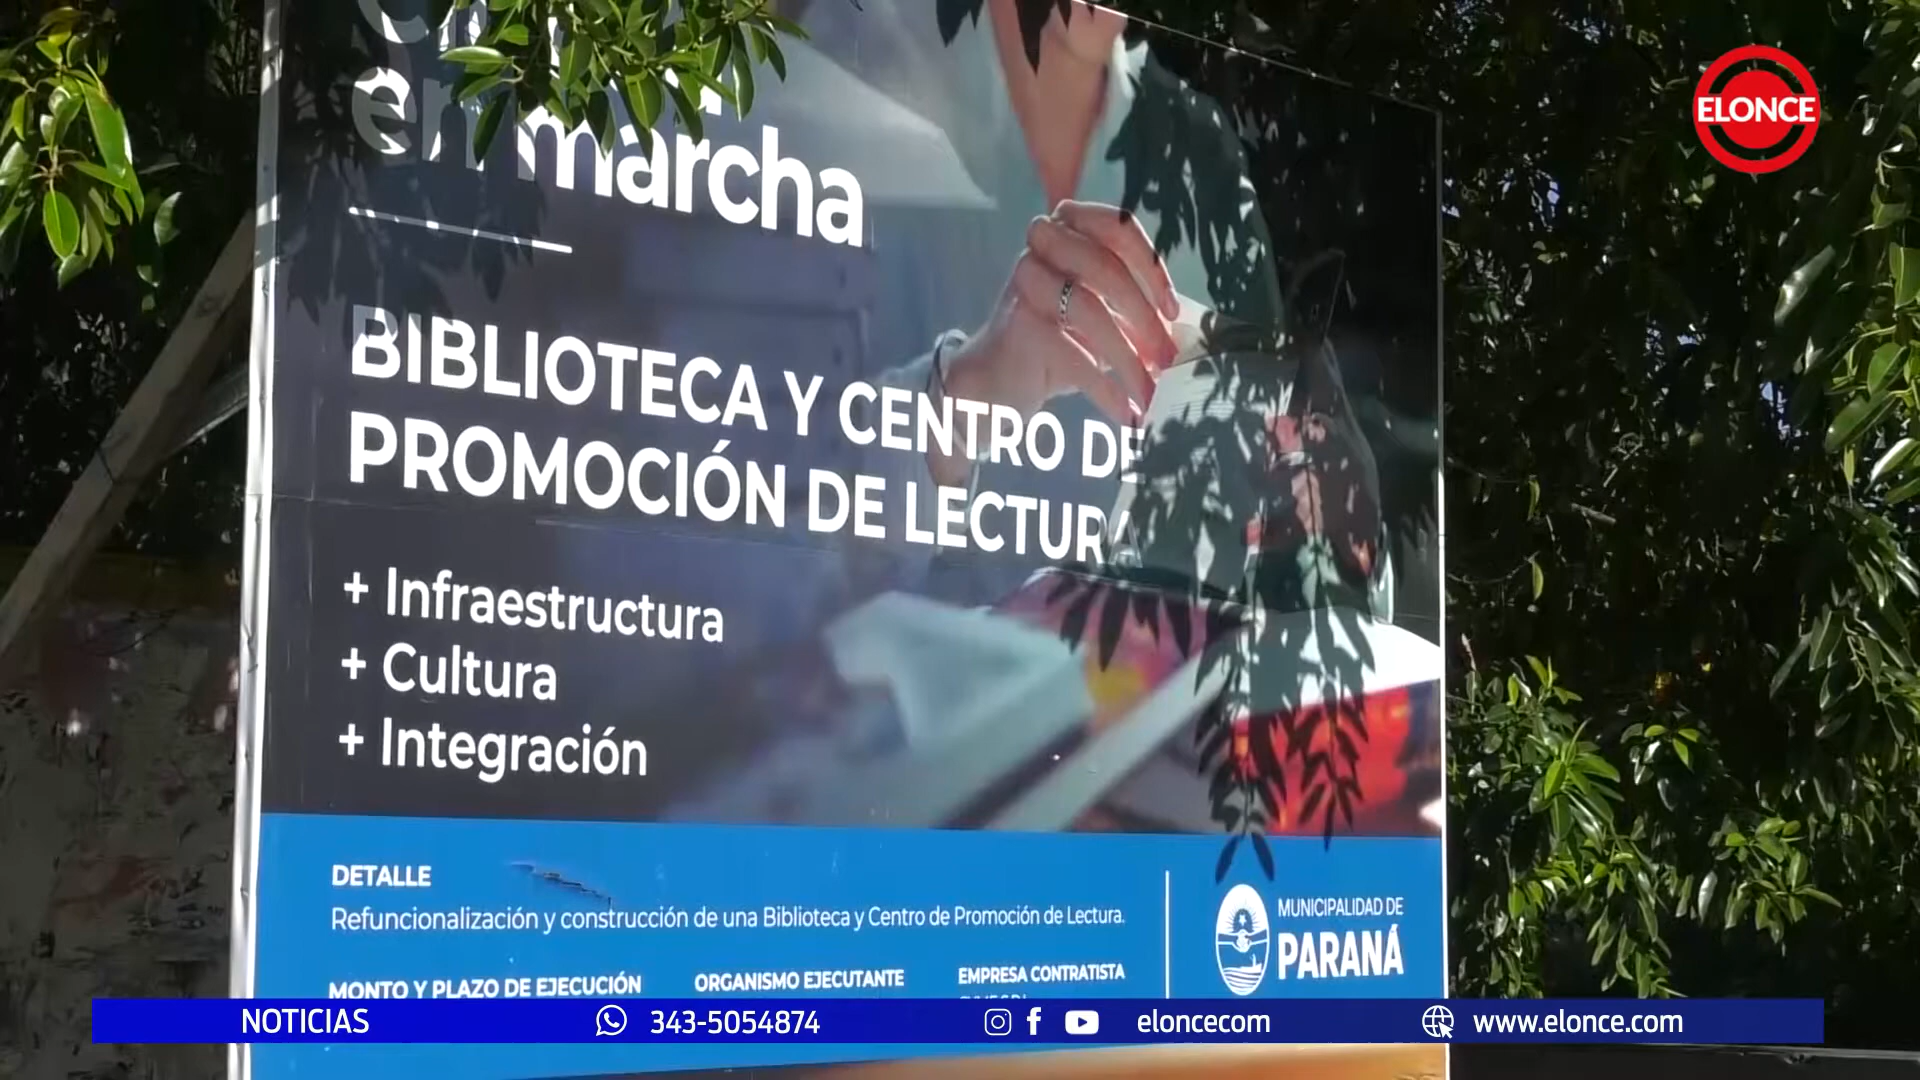 en marcha
BIBLIOTECA Y CENTRO DE
PROMOCIÓN DE LECTURA
+ Infraestructura
+ Cultura
+ Integración
DETALLE
Refuncionalización y construcción de una Biblioteca y Centro de Promoción de Lectura.
MONTO Y PLAZO DE EJECUCIÓN
ORGANISMO EJECUTANTE
EMPRESA CONTRATISTA
MUNICIPALIDAD DE
PARANÁ
ELONCE
NOTICIAS
343-5054874
eloncecom
www.elonce.com